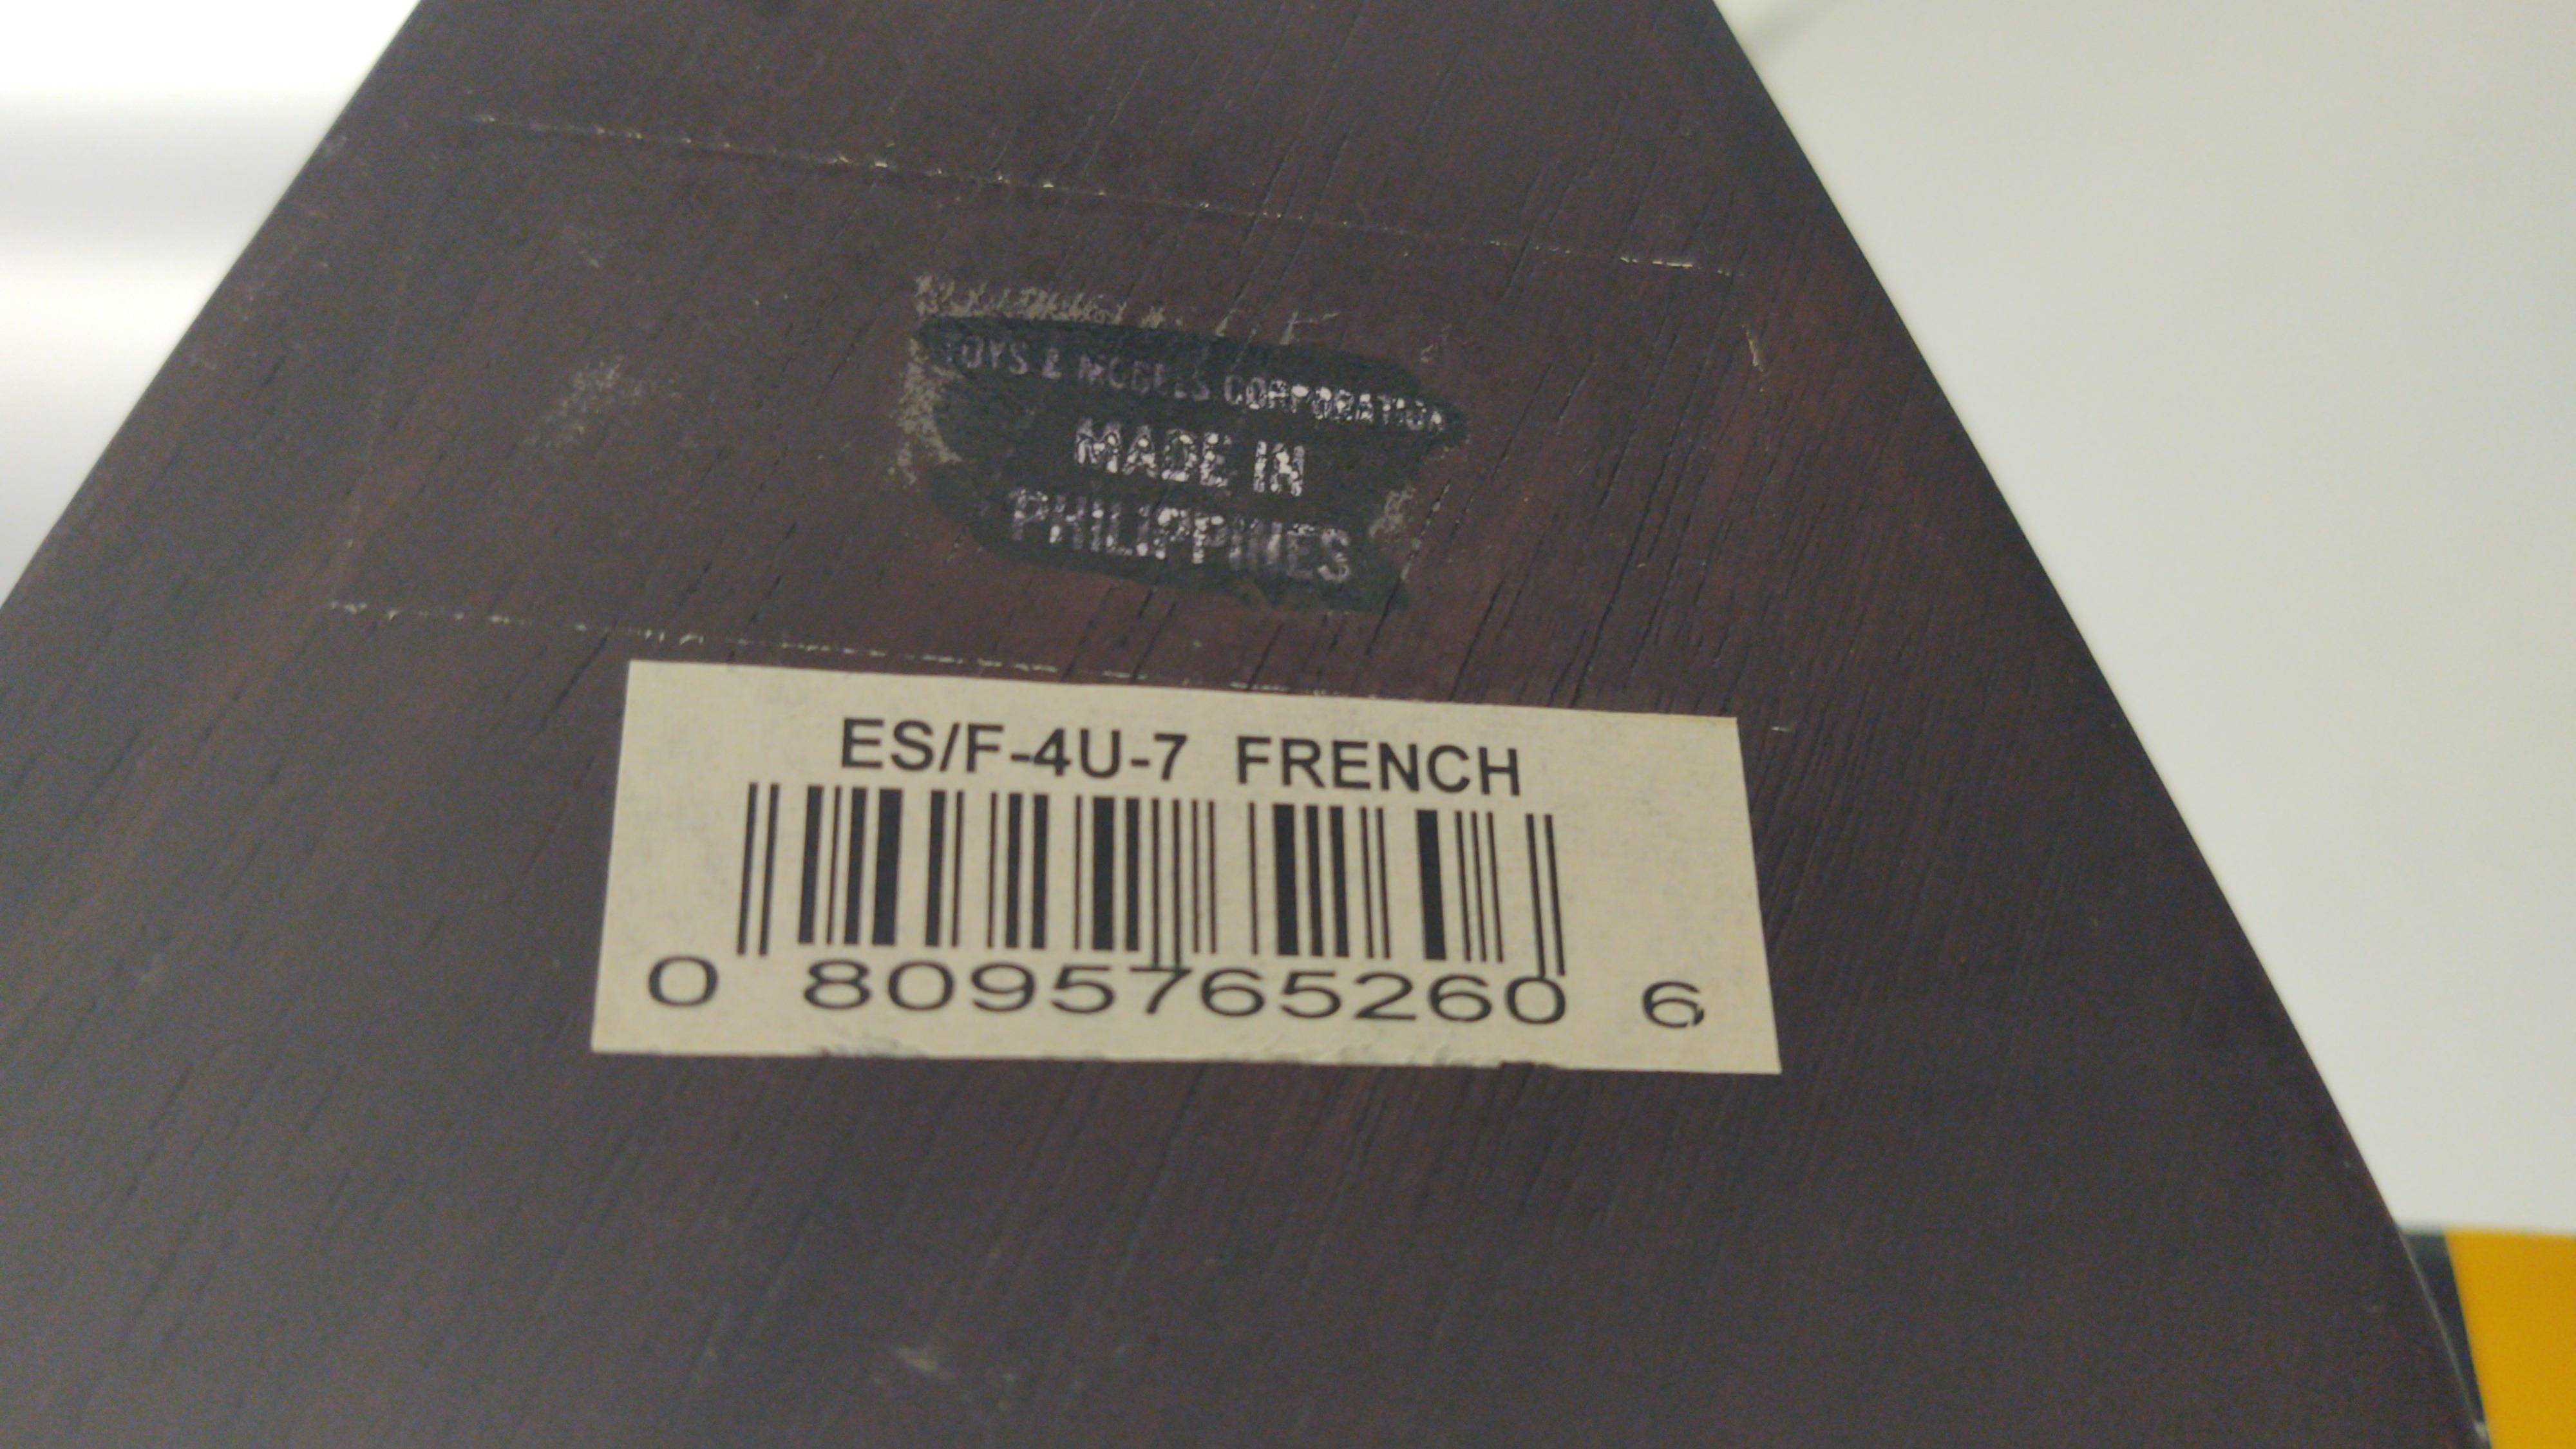 TOYS & MODELS CORPORATION
MADE IN
PHILIPPINES
ES/F-4U-7 FRENCH
0 8095765260 6